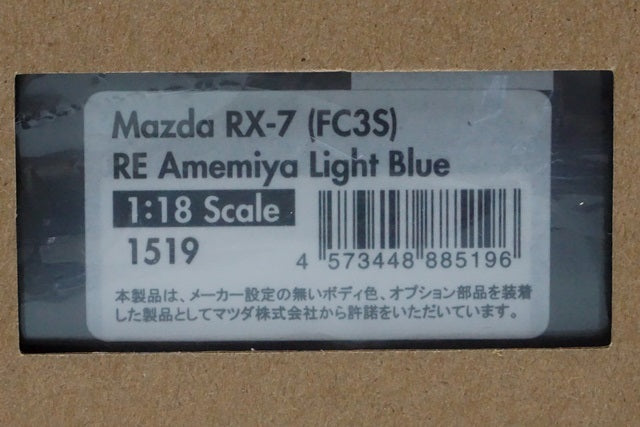 Mazda RX-7 (FC3S)
RE Amemiya Light Blue
1:18 Scale
1519
4 573448 885196
本製品は、メーカー設定の無いボディ色、オプション部品を装着
した製品としてマツダ株式会社から許諾をいただいています。